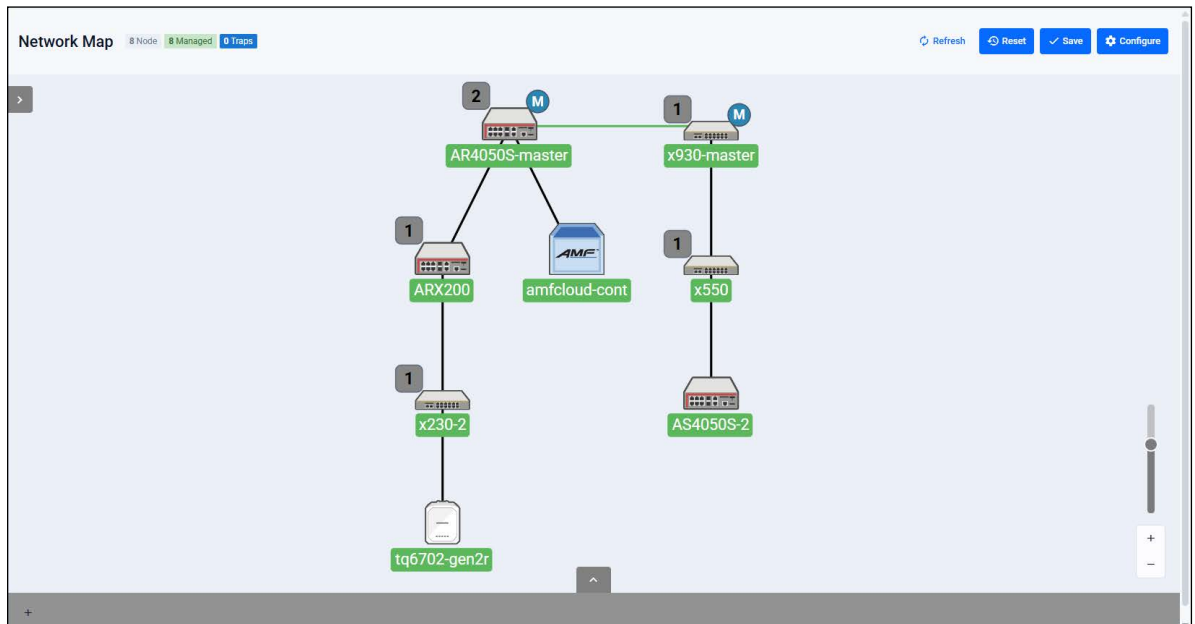 Network Map 8 Node 8 Managed 0 Traps Refresh Reset Save Configure
2 M 1 M
AR4050S-master x930-master
1 1
AMF
ARX200 amfcloud-cont x550
1
x230-2 AS4050S-2
tq6702-gen2r
+
−
+